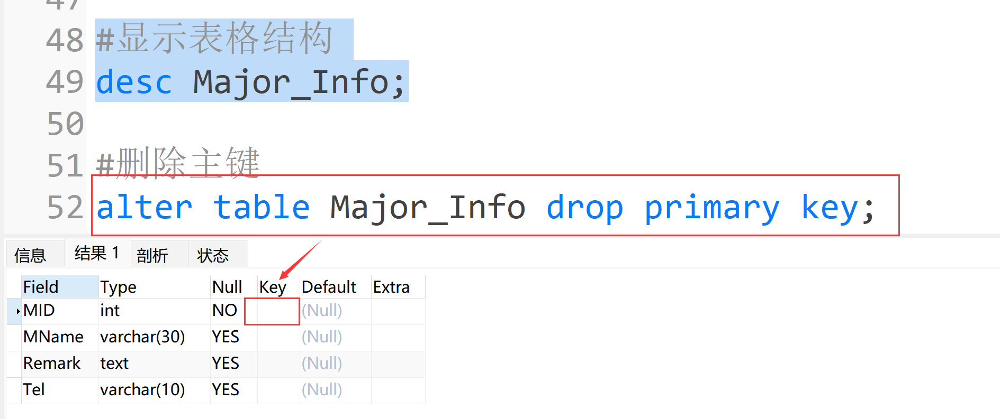 47
48 #显示表格结构
49 desc Major_Info;
50
51 #删除主键
52 alter table Major_Info drop primary key;
信息 结果 1 剖析 状态
Field Type Null Key Default Extra
MID int NO (Null)
MName varchar(30) YES (Null)
Remark text YES (Null)
Tel varchar(10) YES (Null)